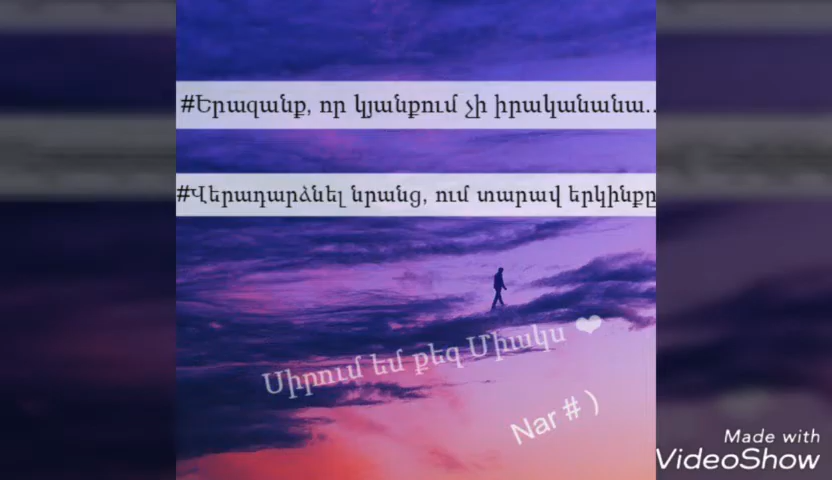 #Երազանք, որ կյանքում չի իրականանա..
#Վերադարձնել նրանց, ում տարավ երկինքը
Սիրում եմ քեզ Միակս ❤
Nar # )
Made with
VideoShow